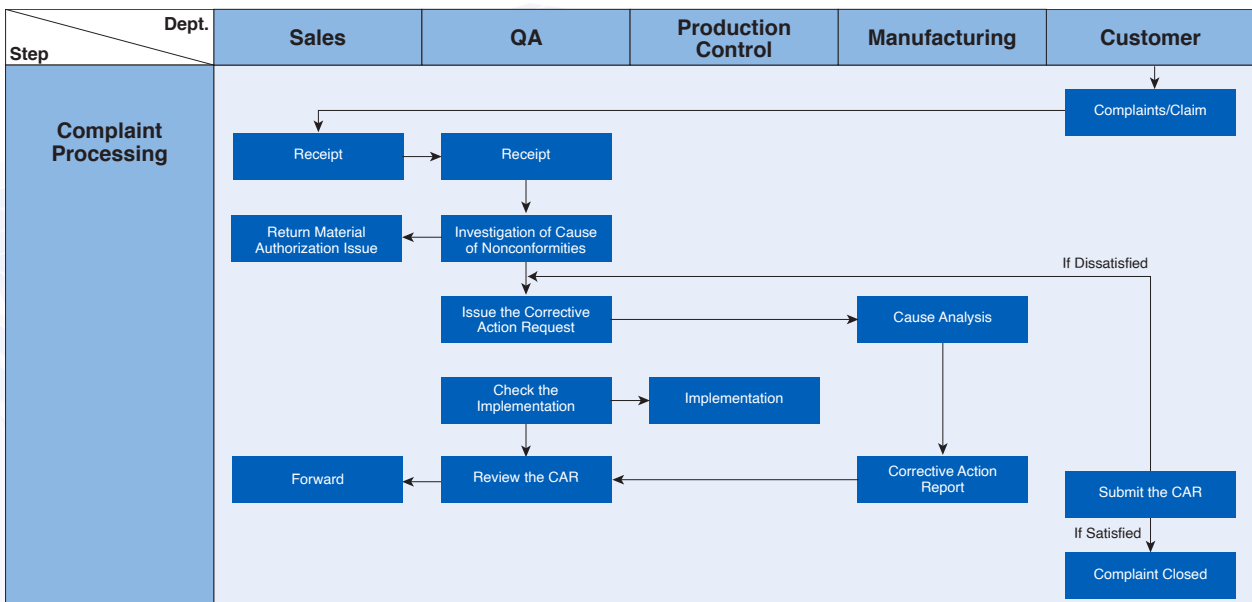 Dept.
Step
Sales
QA
Production
Control
Manufacturing
Customer
Complaint
Processing
Complaints/Claim
Receipt
Receipt
Return Material
Authorization Issue
Investigation of Cause
of Nonconformities
If Dissatisfied
Issue the Corrective
Action Request
Cause Analysis
Check the
Implementation
Implementation
Forward
Review the CAR
Corrective Action
Report
Submit the CAR
If Satisfied
Complaint Closed